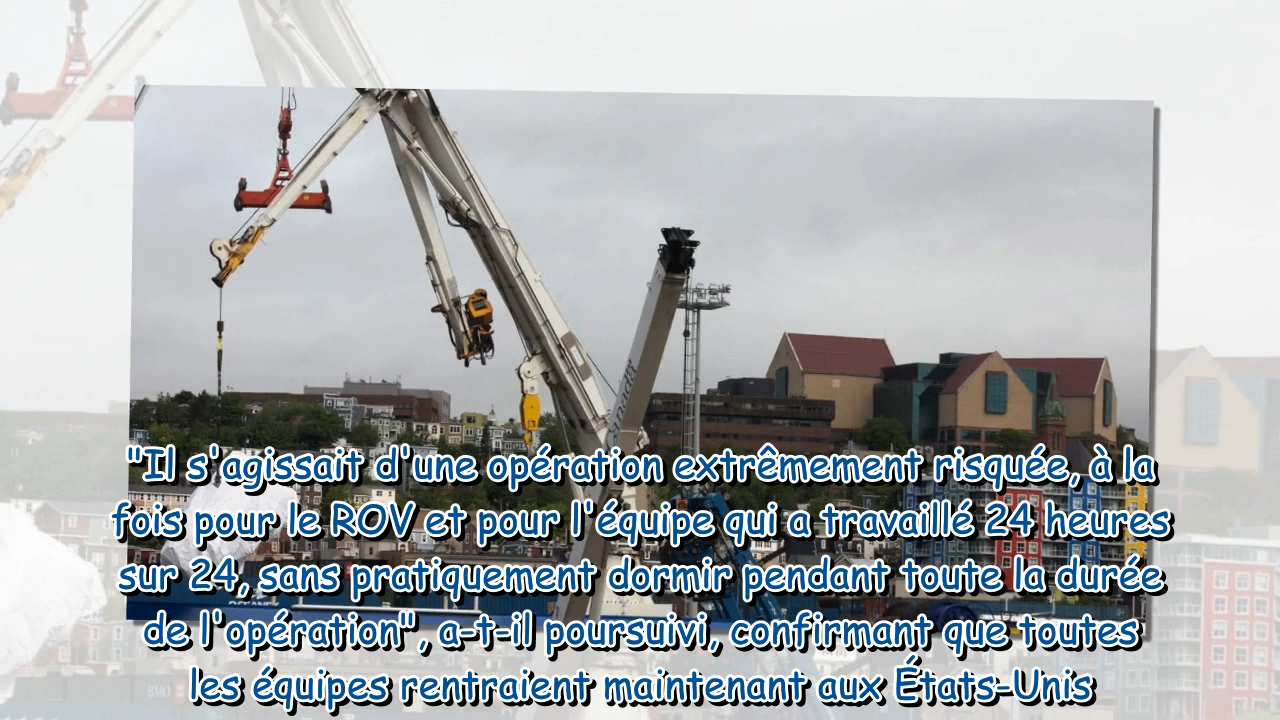 "Il s'agissait d'une opération extrêmement risquée, à la
fois pour le ROV et pour l'équipe qui a travaillé 24 heures
sur 24, sans pratiquement dormir pendant toute la durée
de l'opération", a-t-il poursuivi, confirmant que toutes
les équipes rentraient maintenant aux États-Unis